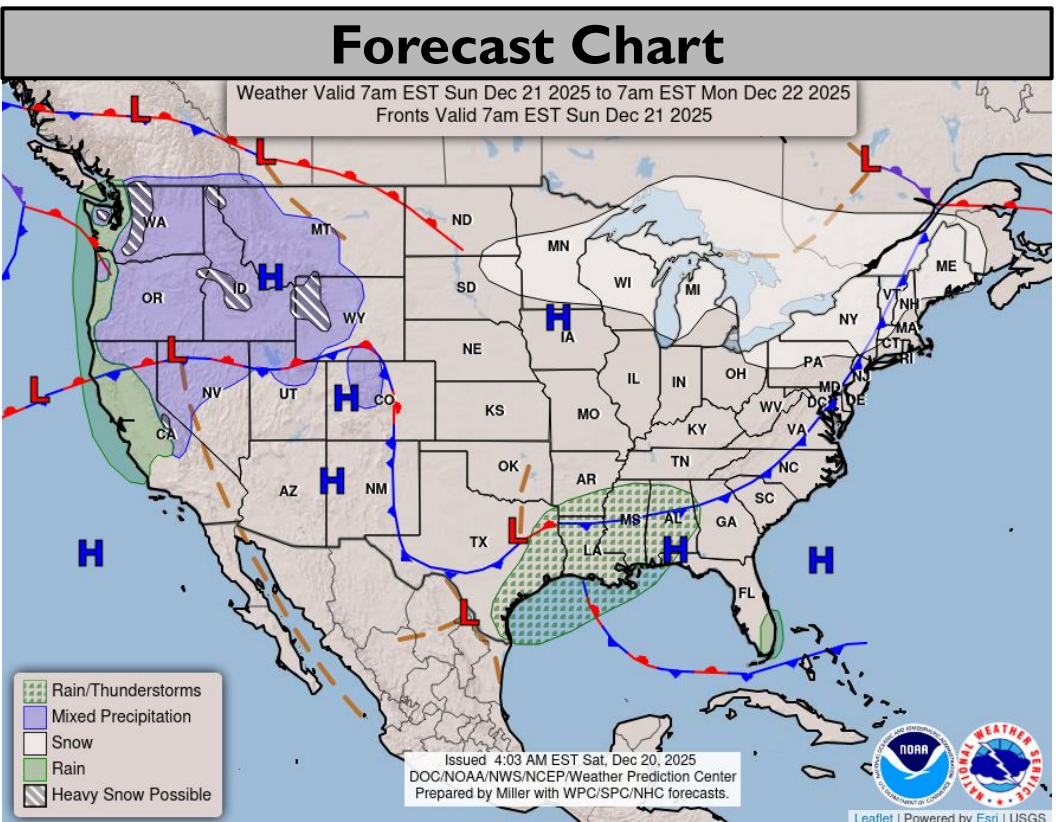 Forecast Chart
Weather Valid 7am EST Sun Dec 21 2025 to 7am EST Mon Dec 22 2025
Fronts Valid 7am EST Sun Dec 21 2025
L
L
L
WA
MT
ND
MN
ME
OR
ID
H
WY
SD
WI
MI
VT
NH
NY
MA
CT
RI
H
IA
NE
L
L
NV
UT
H
CO
IL
IN
OH
PA
NJ
MD
DE
DC
WV
VA
KS
MO
KY
CA
AZ
H
NM
OK
AR
TN
NC
SC
L
TX
MS
AL
GA
LA
H
H
H
FL
L
Rain/Thunderstorms
Mixed Precipitation
Snow
Rain
Heavy Snow Possible
Issued 4:03 AM EST Sat, Dec 20, 2025
DOC/NOAA/NWS/NCEP/Weather Prediction Center
Prepared by Miller with WPC/SPC/NHC forecasts.
NOAA
NATIONAL WEATHER SERVICE
Leaflet | Powered by Esri | USGS